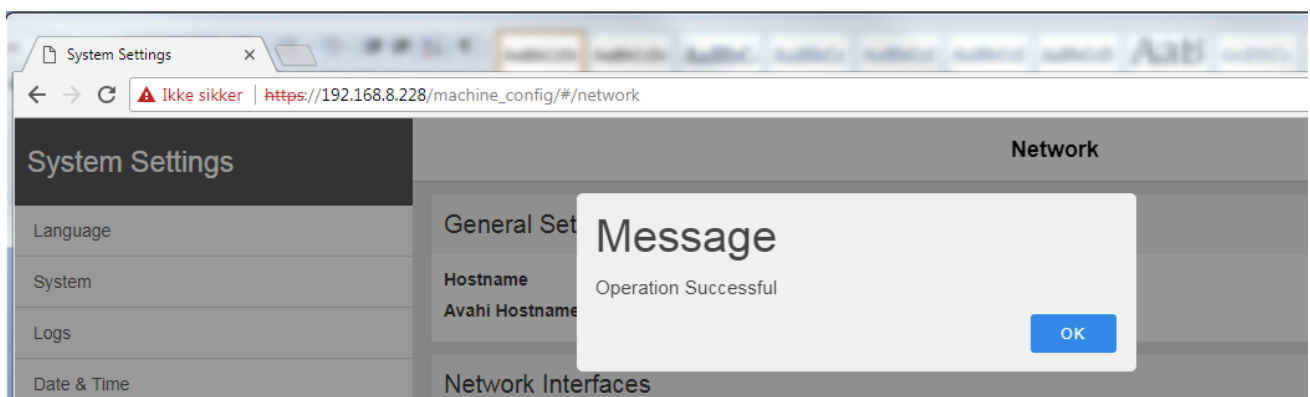 System Settings
Ikke sikker | https://192.168.8.228/machine_config/#/network
System Settings
Network
Language
System
Logs
Date & Time
General Set
Hostname
Avahi Hostname
Network Interfaces
Message
Operation Successful
OK